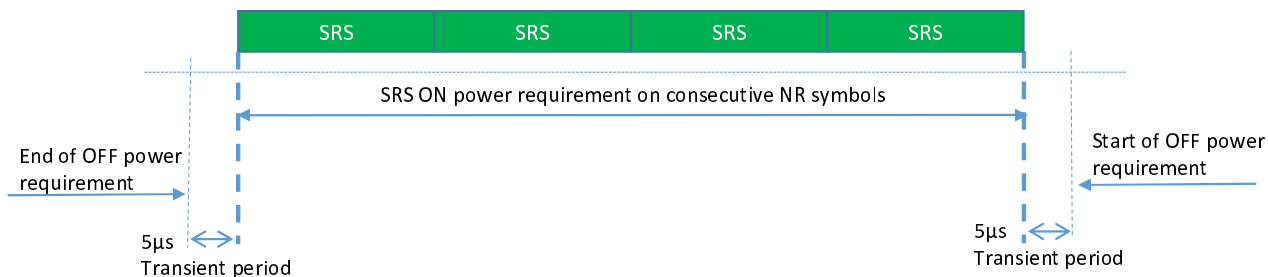 SRS SRS SRS SRS
SRS ON power requirement on consecutive NR symbols
End of OFF power
requirement
Start of OFF power
requirement
5µs
Transient period
5µs
Transient period